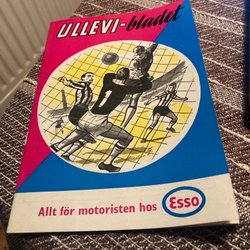 ULLEVI-bladet
Allt för motoristen hos Esso